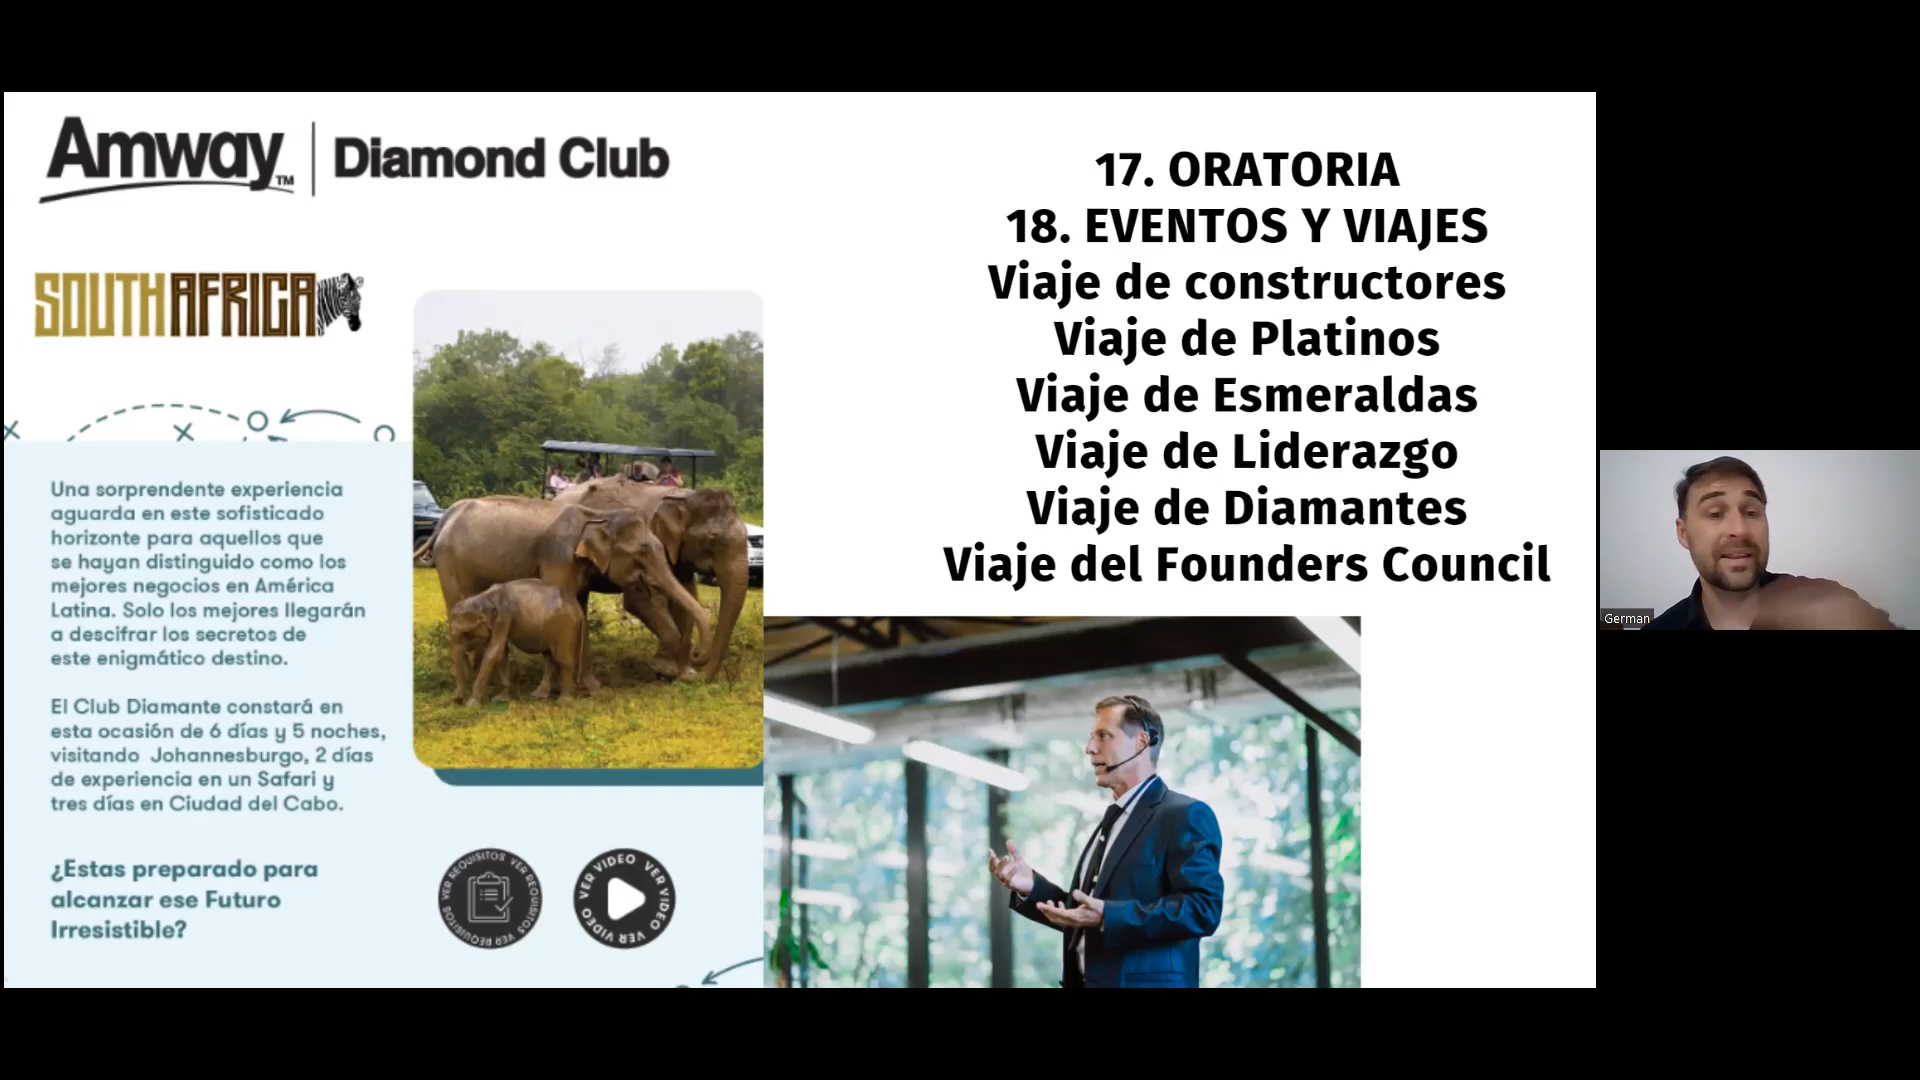 Amway™ | Diamond Club
SOUTH AFRICA
Una sorprendente experiencia
aguarda en este sofisticado
horizonte para aquellos que
se hayan distinguido como los
mejores negocios en América
Latina. Solo los mejores llegarán
a descifrar los secretos de
este enigmático destino.
El Club Diamante constará en
esta ocasión de 6 días y 5 noches,
visitando Johannesburgo, 2 días
de experiencia en un Safari y
tres días en Ciudad del Cabo.
¿Estas preparado para
alcanzar ese Futuro
Irresistible?
VER REQUISITOS VER REQUISITOS VER REQUISITOS
VER VIDEO VER VIDEO VER VIDEO
17. ORATORIA
18. EVENTOS Y VIAJES
Viaje de constructores
Viaje de Platinos
Viaje de Esmeraldas
Viaje de Liderazgo
Viaje de Diamantes
Viaje del Founders Council
German